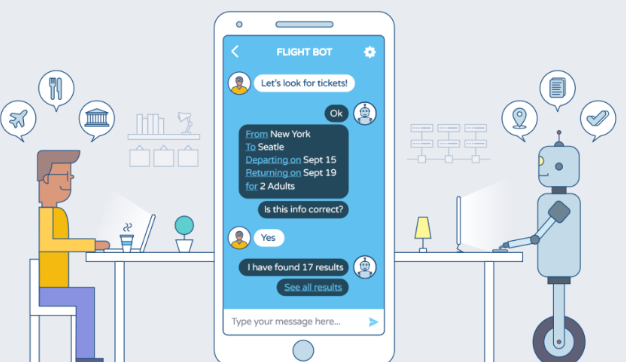 FLIGHT BOT
Let's look for tickets!
Ok
From New York
To Seatle
Departing on Sept 15
Returning on Sept 19
for 2 Adults
Is this info correct?
Yes
I have found 17 results
See all results
Type your message here...